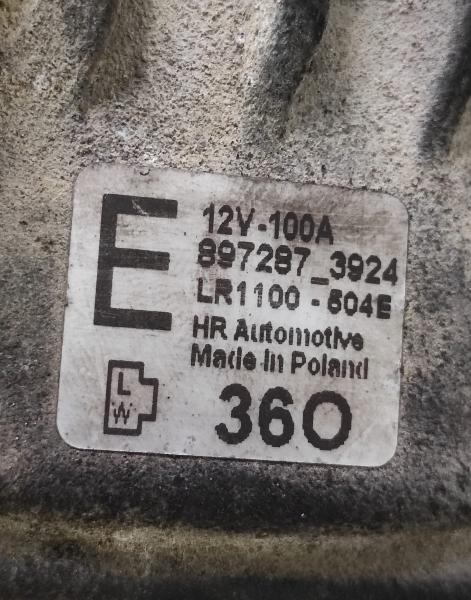 E
12V-100A
897287_3924
LR1100-504E
HR Automotive
Made In Poland
L
W
360